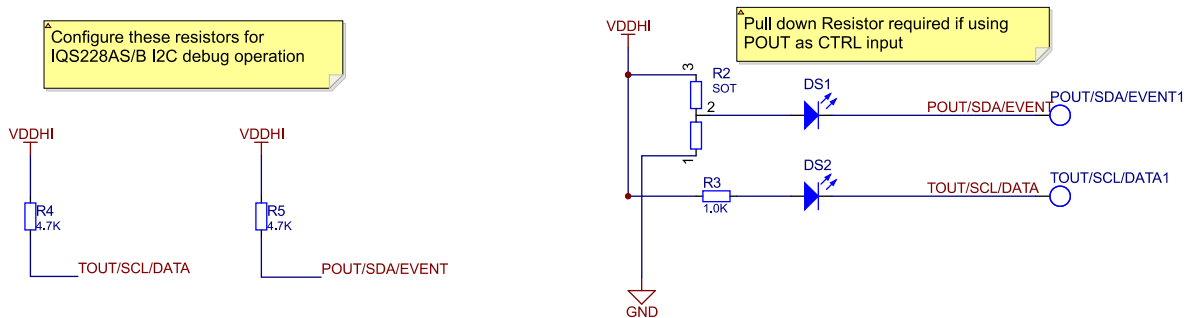 Configure these resistors for
IQS228AS/B I2C debug operation
VDDHI
R4
4.7K
TOUT/SCL/DATA
VDDHI
R5
4.7K
POUT/SDA/EVENT
Pull down Resistor required if using
POUT as CTRL input
VDDHI
3
R2
SOT
2
1
DS1
POUT/SDA/EVENT
POUT/SDA/EVENT1
R3
1.0K
DS2
TOUT/SCL/DATA
TOUT/SCL/DATA1
GND